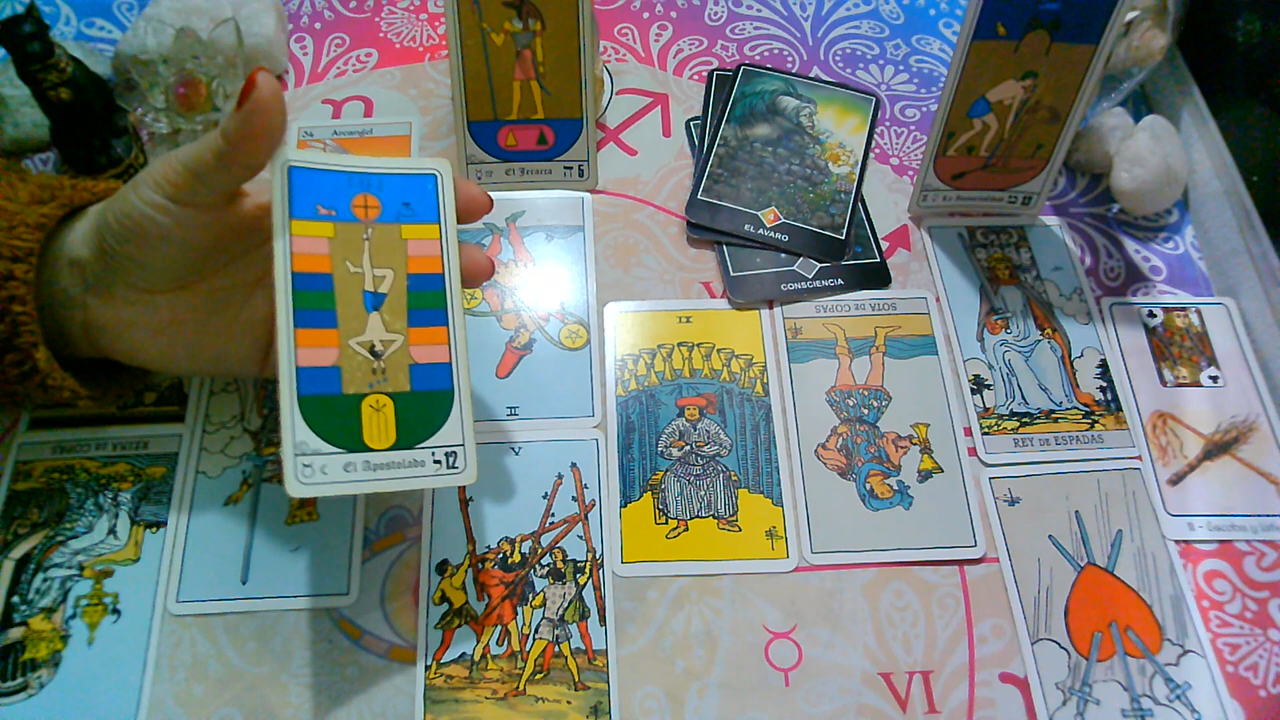 34 Arcangel
El Jerarca 6
EL AVARO
CONSCIENCIA
SOTA DE COPAS
IX
REY DE ESPADAS
El Apostolado 12
II
V
REINA DE COPAS
VI